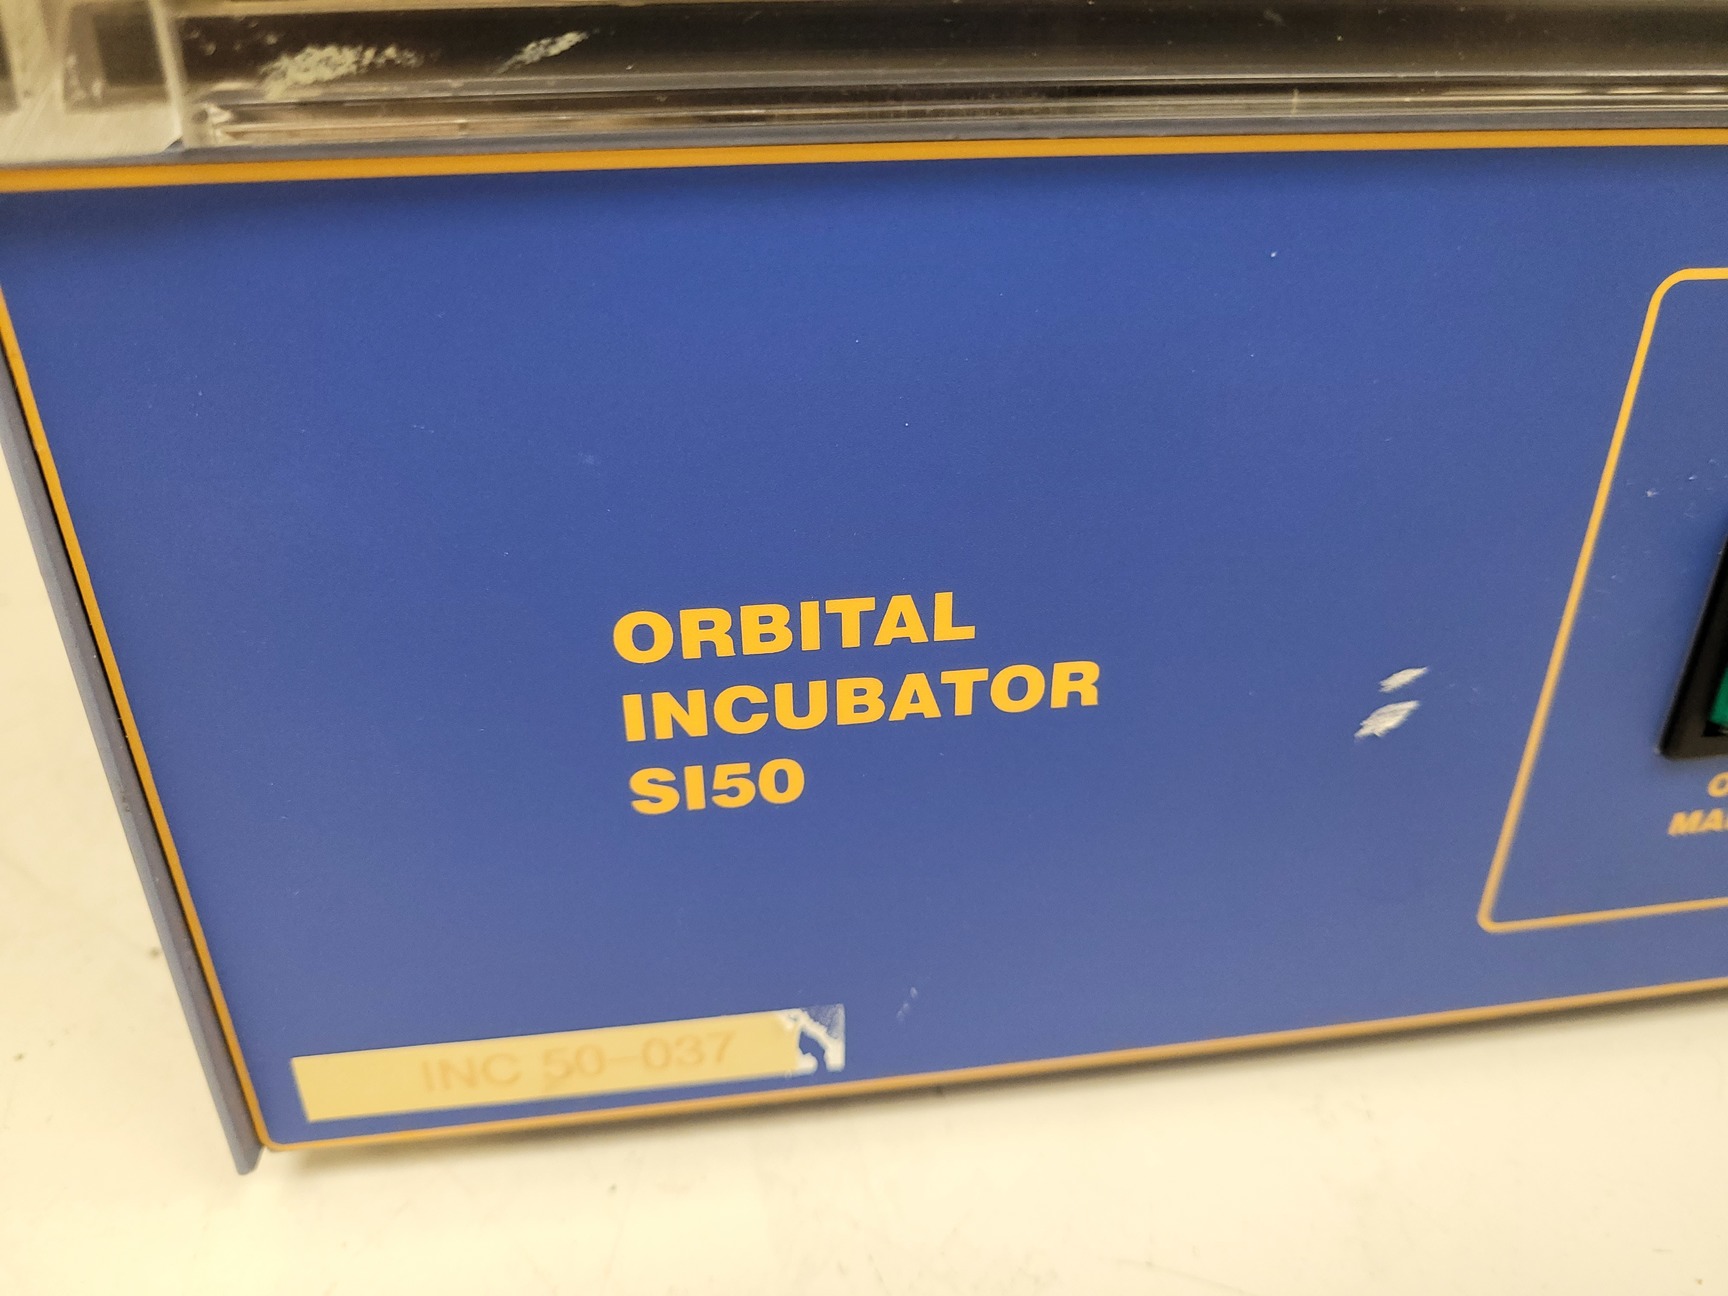 ORBITAL
INCUBATOR
SI50
INC 50-037